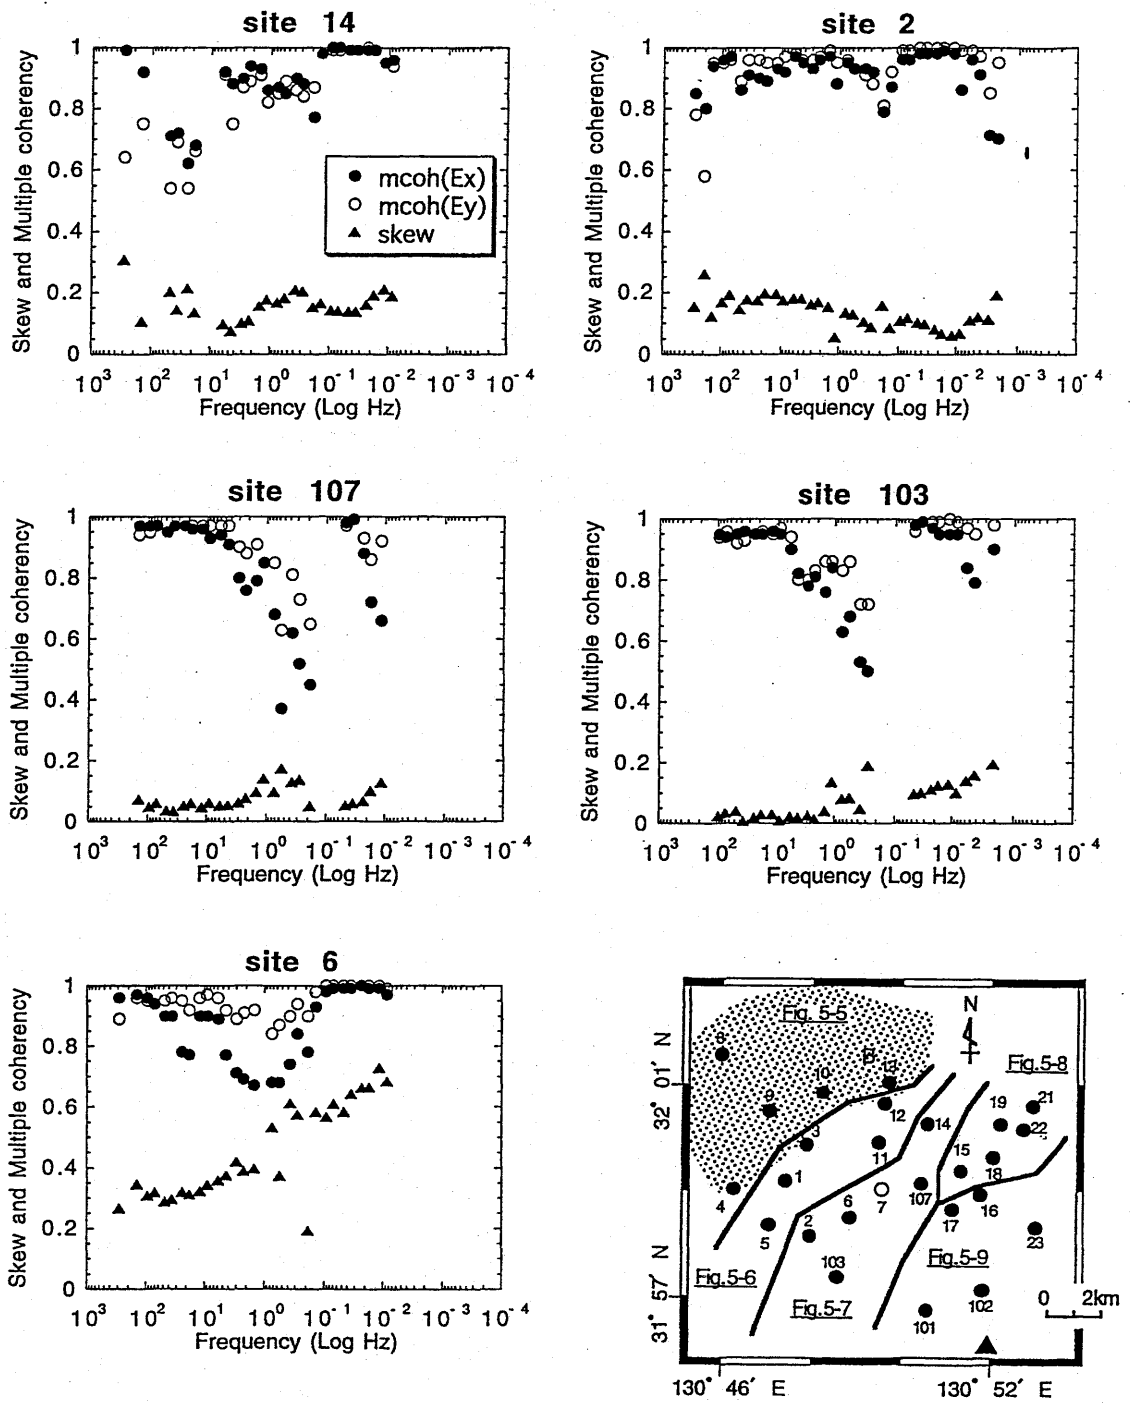 site 14
Skew and Multiple coherency
1
0.8
0.6
0.4
0.2
0
mcoh(Ex)
mcoh(Ey)
skew
10³ 10² 10¹ 10⁰ 10⁻¹ 10⁻² 10⁻³ 10⁻⁴
Frequency (Log Hz)
site 2
Skew and Multiple coherency
1
0.8
0.6
0.4
0.2
0
10³ 10² 10¹ 10⁰ 10⁻¹ 10⁻² 10⁻³ 10⁻⁴
Frequency (Log Hz)
site 107
Skew and Multiple coherency
1
0.8
0.6
0.4
0.2
0
10³ 10² 10¹ 10⁰ 10⁻¹ 10⁻² 10⁻³ 10⁻⁴
Frequency (Log Hz)
site 103
Skew and Multiple coherency
1
0.8
0.6
0.4
0.2
0
10³ 10² 10¹ 10⁰ 10⁻¹ 10⁻² 10⁻³ 10⁻⁴
Frequency (Log Hz)
site 6
Skew and Multiple coherency
1
0.8
0.6
0.4
0.2
0
10³ 10² 10¹ 10⁰ 10⁻¹ 10⁻² 10⁻³ 10⁻⁴
Frequency (Log Hz)
Fig. 5-5
N
32° 01′ N
8
13
Fig.5-8
10
9
12
19
21
14
22
3
11
15
18
1
4
107
16
7
6
17
5
2
23
31° 57′ N
103
Fig.5-9
Fig.5-6
Fig.5-7
102
101
0 2km
130° 46′ E
130° 52′ E